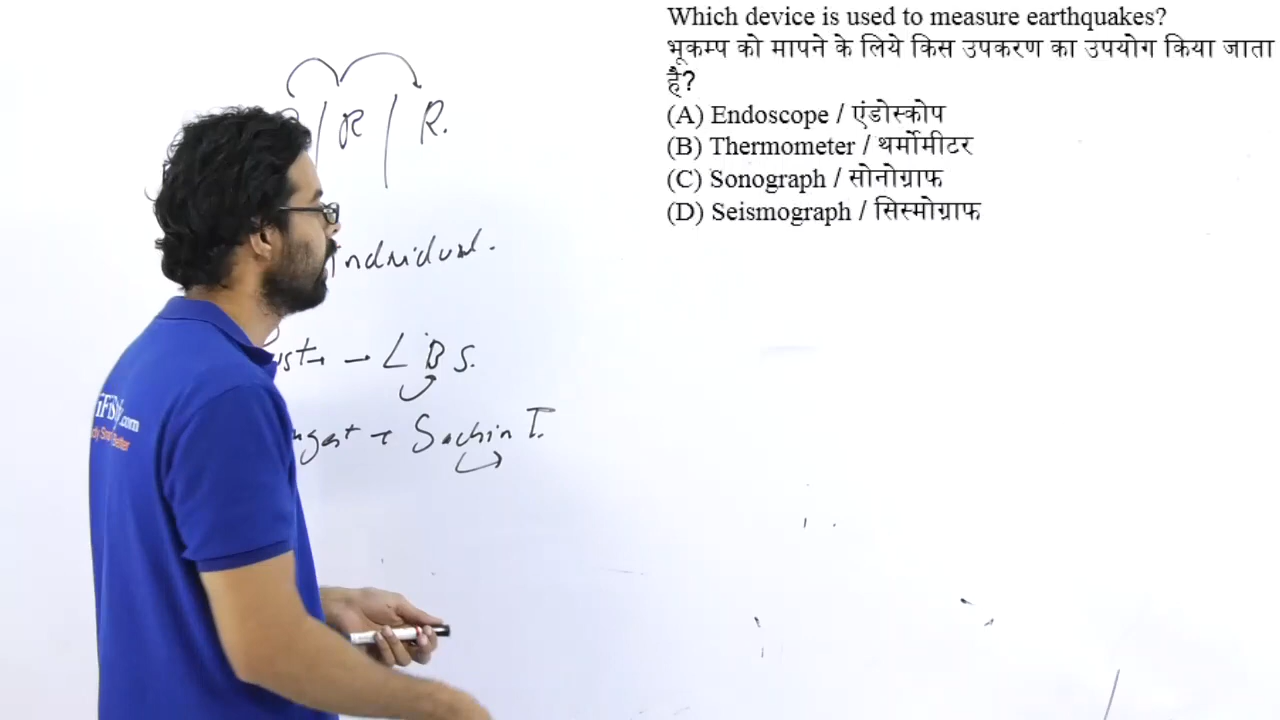 Which device is used to measure earthquakes?
भूकम्प को मापने के लिये किस उपकरण का उपयोग किया जाता
है?
(A) Endoscope / एंडोस्कोप
(B) Thermometer / थर्मोमीटर
(C) Sonograph / सोनोग्राफ
(D) Seismograph / सिस्मोग्राफ
R R.
individual.
→ L B S.
Sachin T.
.com